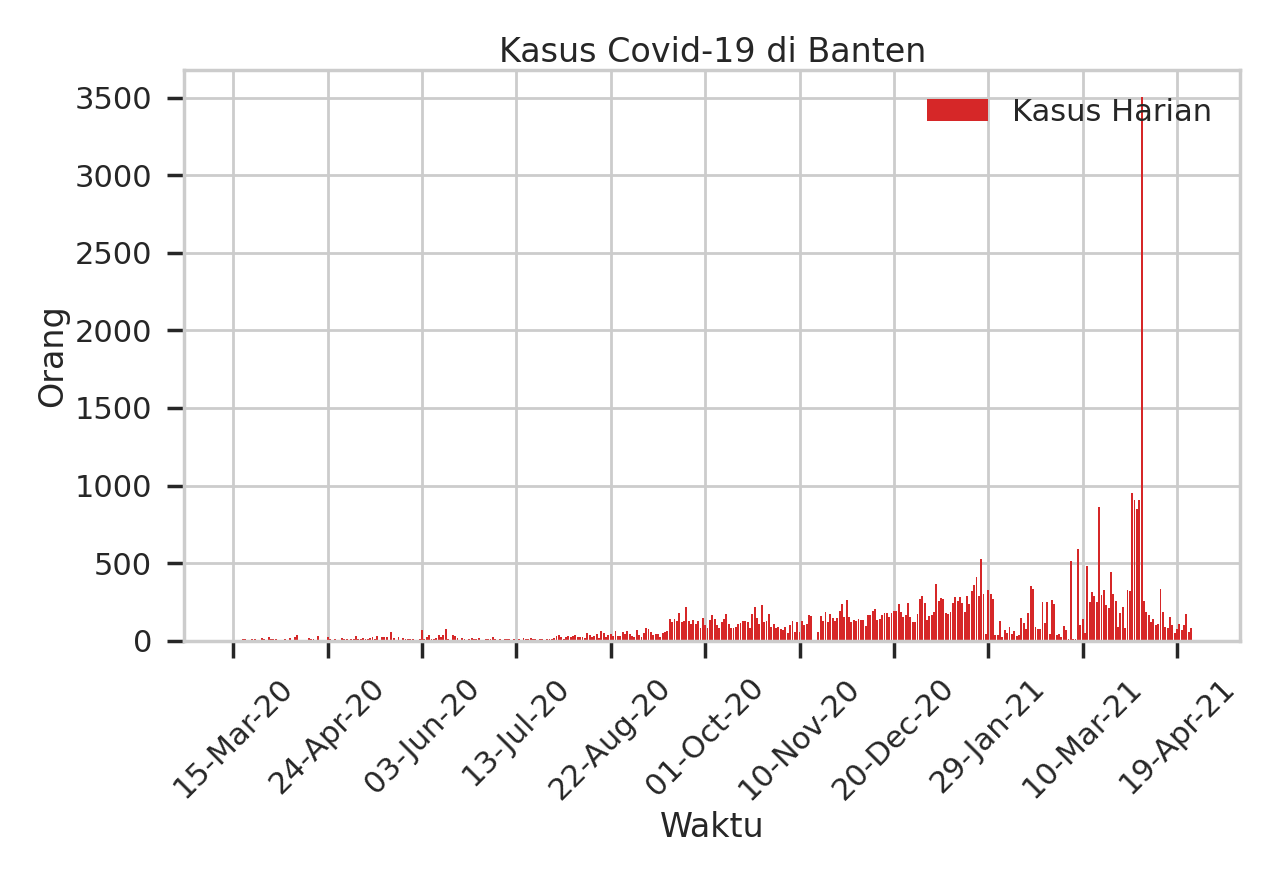 Kasus Covid-19 di Banten
Kasus Harian
3500
3000
2500
2000
1500
1000
500
0
Orang
15-Mar-20
24-Apr-20
03-Jun-20
13-Jul-20
22-Aug-20
01-Oct-20
10-Nov-20
20-Dec-20
29-Jan-21
10-Mar-21
19-Apr-21
Waktu